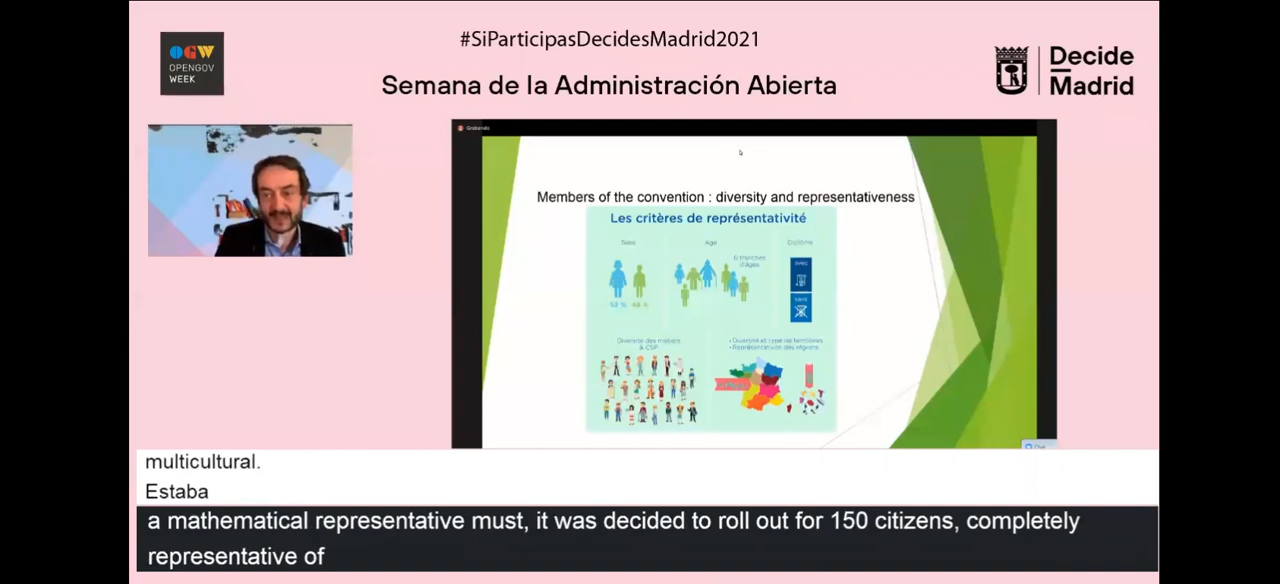 #SiParticipasDecidesMadrid2021
OGW
OPENGOV
WEEK
Semana de la Administración Abierta
Decide
Madrid
Grabando
Members of the convention : diversity and representativeness
Les critères de représentativité
Sexe
Age
Diplôme
6 tranches
d'âges
AVEC
SANS
52 %
Diversité des métiers
& CSP
• Diversité et type de territoires
• Représentation des régions
multicultural.
Estaba
a mathematical representative must, it was decided to roll out for 150 citizens, completely
representative of